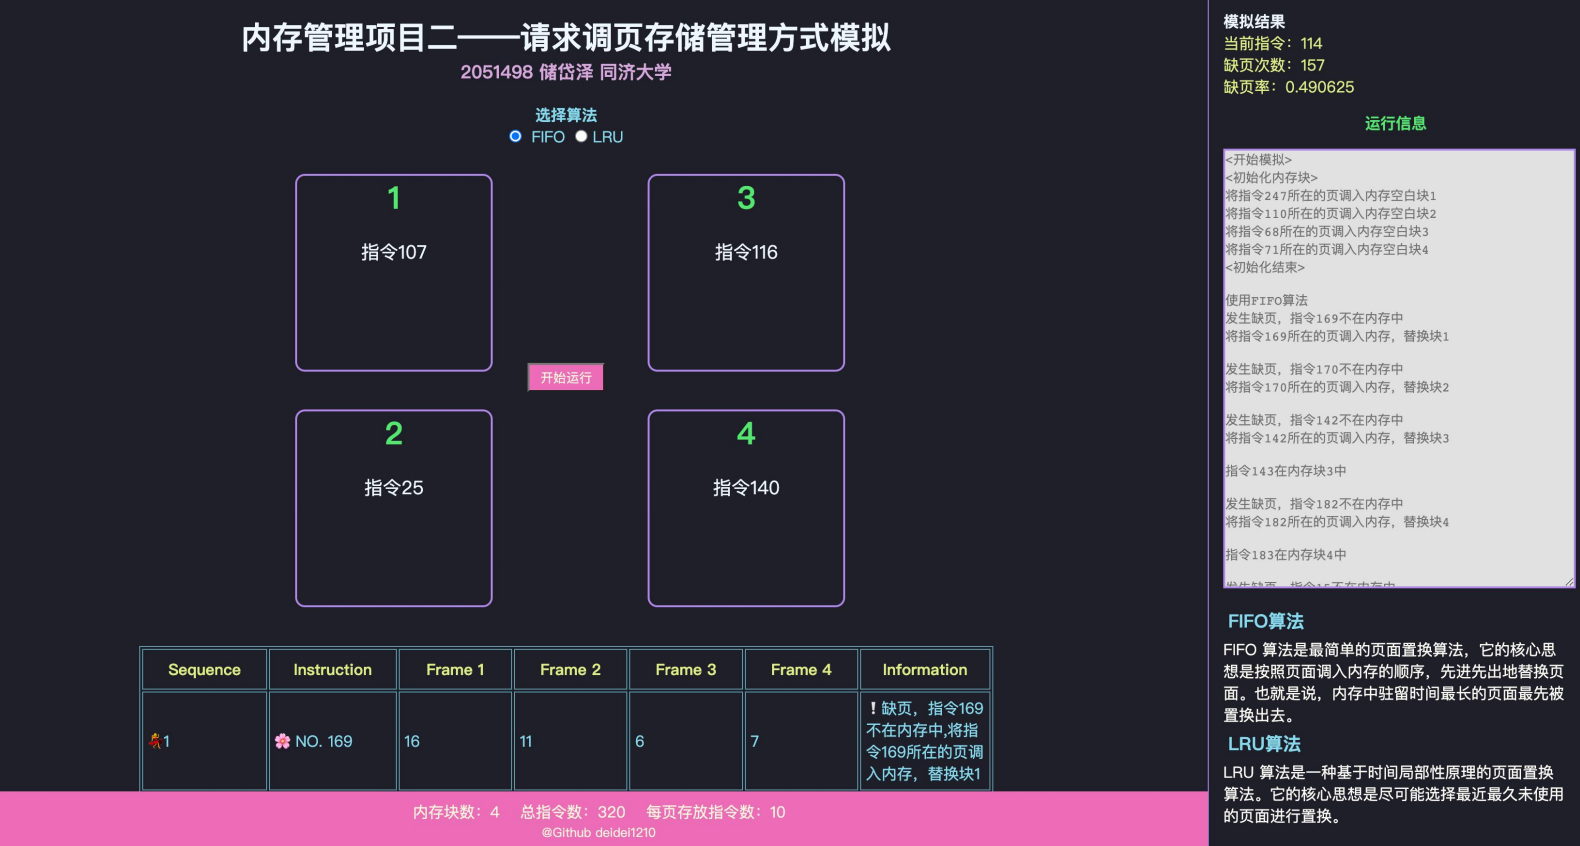 内存管理项目二——请求调页存储管理方式模拟
2051498 储岱泽 同济大学
选择算法
FIFO LRU
1
指令107
3
指令116
开始运行
2
指令25
4
指令140
Sequence Instruction Frame 1 Frame 2 Frame 3 Frame 4 Information
💃1 🌸 NO. 169 16 11 6 7
❗缺页，指令169
不在内存中,将指
令169所在的页调
入内存，替换块1
内存块数：4 总指令数：320 每页存放指令数：10
@Github deidei1210
模拟结果
当前指令：114
缺页次数：157
缺页率：0.490625
运行信息
<开始模拟>
<初始化内存块>
将指令247所在的页调入内存空白块1
将指令110所在的页调入内存空白块2
将指令68所在的页调入内存空白块3
将指令71所在的页调入内存空白块4
<初始化结束>
使用FIFO算法
发生缺页，指令169不在内存中
将指令169所在的页调入内存，替换块1
发生缺页，指令170不在内存中
将指令170所在的页调入内存，替换块2
发生缺页，指令142不在内存中
将指令142所在的页调入内存，替换块3
指令143在内存块3中
发生缺页，指令182不在内存中
将指令182所在的页调入内存，替换块4
指令183在内存块4中
发生缺页，指令15不在内存中
FIFO算法
FIFO 算法是最简单的页面置换算法，它的核心思
想是按照页面调入内存的顺序，先进先出地替换页
面。也就是说，内存中驻留时间最长的页面最先被
置换出去。
LRU算法
LRU 算法是一种基于时间局部性原理的页面置换
算法。它的核心思想是尽可能选择最近最久未使用
的页面进行置换。